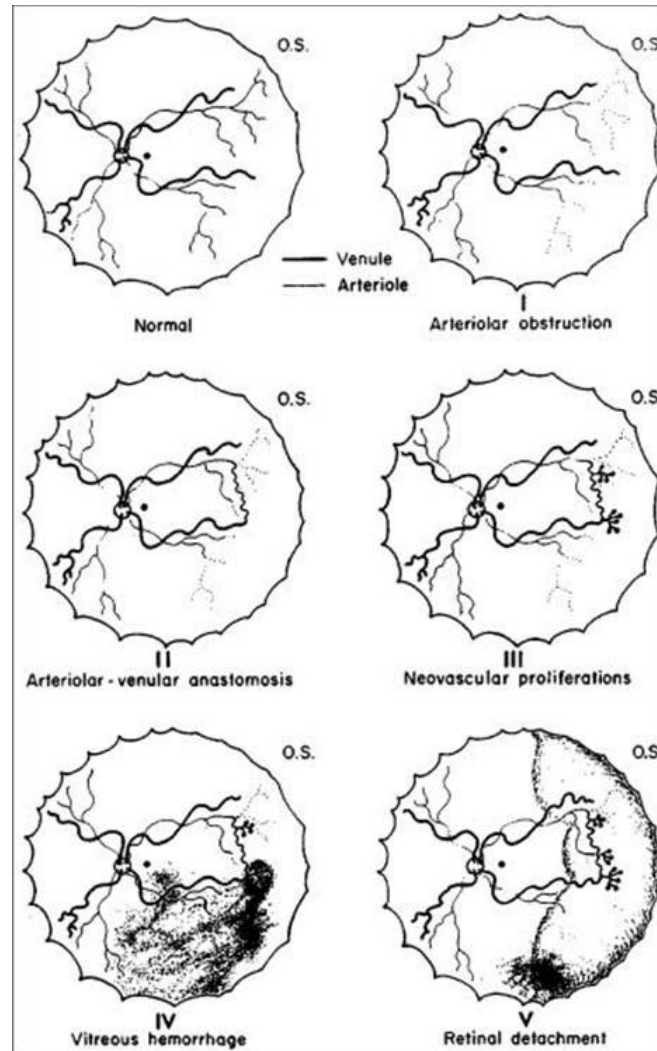 O.S.
O.S.
Venule
Arteriole
Normal
I
Arteriolar obstruction
O.S.
O.S.
II
Arteriolar-venular anastomosis
III
Neovascular proliferations
O.S.
O.S.
IV
Vitreous hemorrhage
V
Retinal detachment